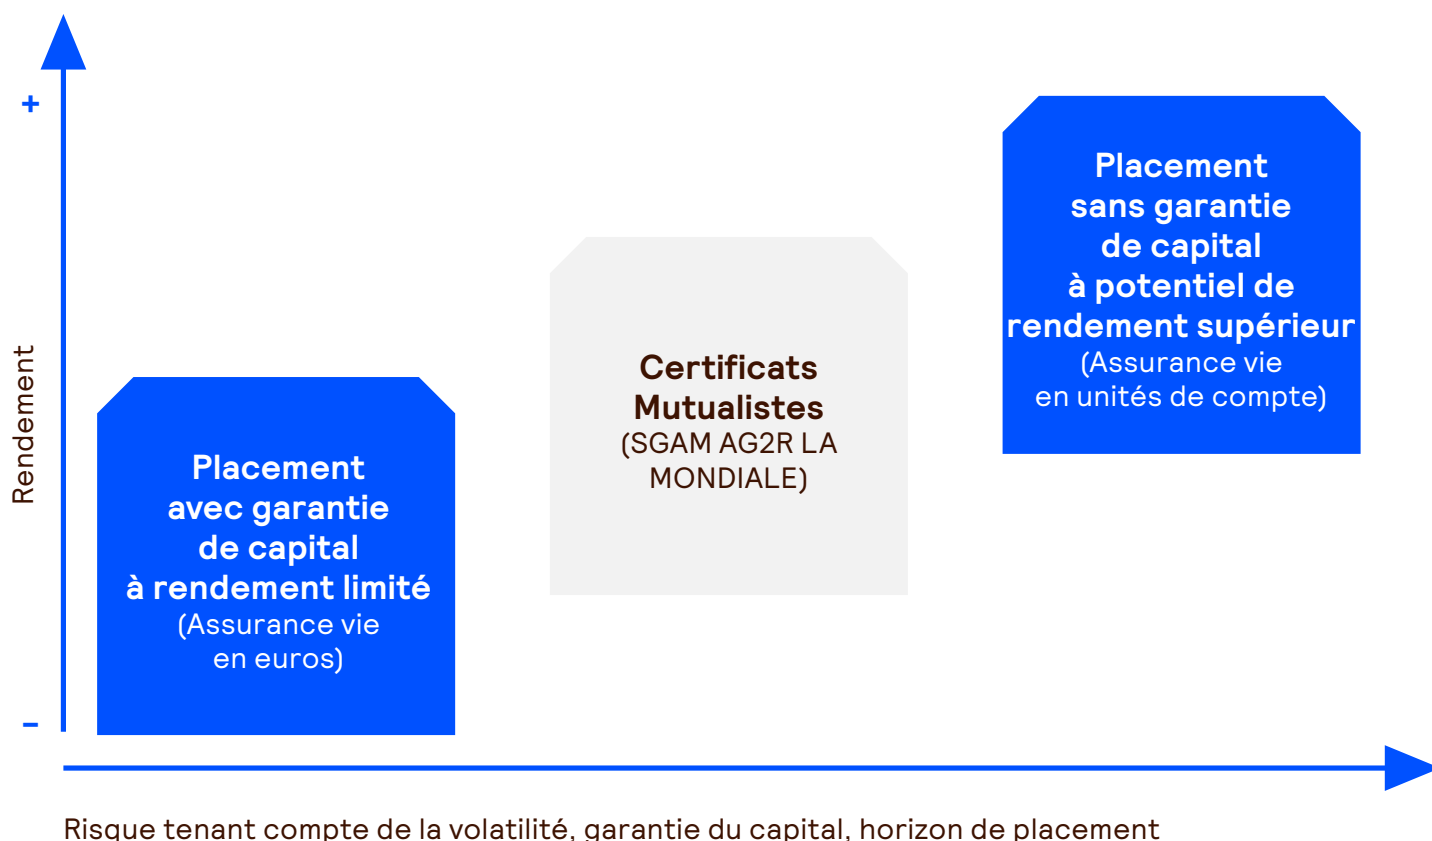 +
Placement
sans garantie
de capital
à potentiel de
rendement supérieur
(Assurance vie
en unités de compte)
Certificats
Mutualistes
(SGAM AG2R LA
MONDIALE)
Rendement
Placement
avec garantie
de capital
à rendement limité
(Assurance vie
en euros)
-
Risque tenant compte de la volatilité, garantie du capital, horizon de placement